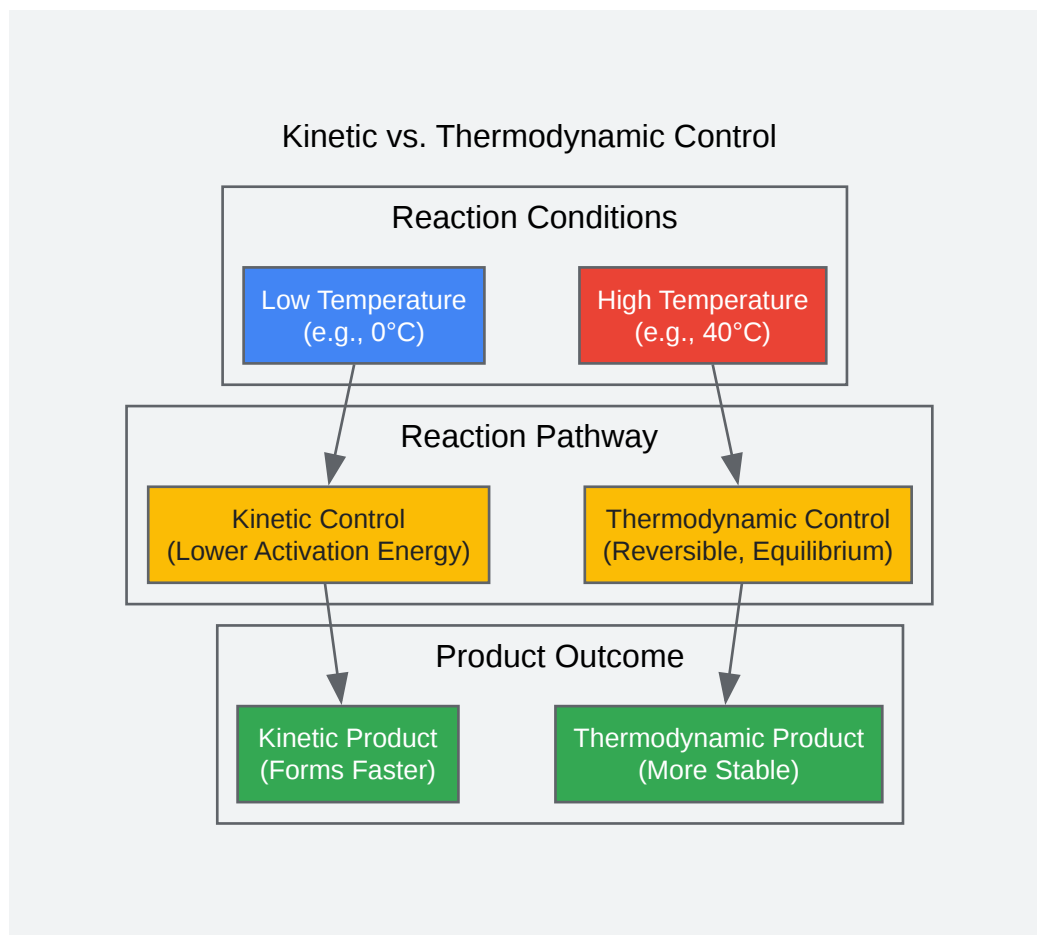 Kinetic vs. Thermodynamic Control
Reaction Conditions
Low Temperature
(e.g., 0°C)
High Temperature
(e.g., 40°C)
Reaction Pathway
Kinetic Control
(Lower Activation Energy)
Thermodynamic Control
(Reversible, Equilibrium)
Product Outcome
Kinetic Product
(Forms Faster)
Thermodynamic Product
(More Stable)